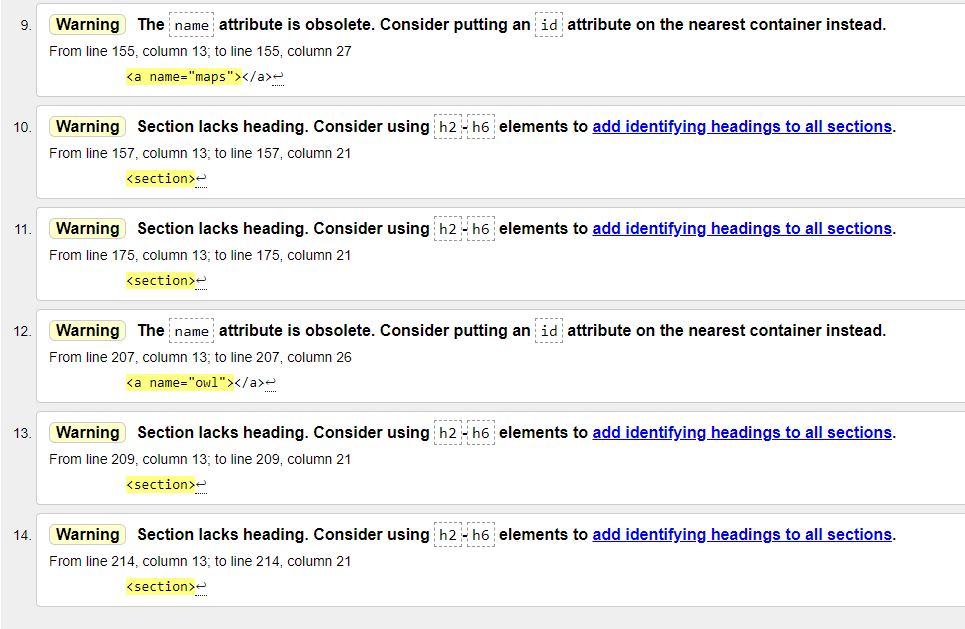 9. Warning The name attribute is obsolete. Consider putting an id attribute on the nearest container instead.
From line 155, column 13; to line 155, column 27
<a name="maps"></a>↩
10. Warning Section lacks heading. Consider using h2-h6 elements to add identifying headings to all sections.
From line 157, column 13; to line 157, column 21
<section>↩
11. Warning Section lacks heading. Consider using h2-h6 elements to add identifying headings to all sections.
From line 175, column 13; to line 175, column 21
<section>↩
12. Warning The name attribute is obsolete. Consider putting an id attribute on the nearest container instead.
From line 207, column 13; to line 207, column 26
<a name="owl"></a>↩
13. Warning Section lacks heading. Consider using h2-h6 elements to add identifying headings to all sections.
From line 209, column 13; to line 209, column 21
<section>↩
14. Warning Section lacks heading. Consider using h2-h6 elements to add identifying headings to all sections.
From line 214, column 13; to line 214, column 21
<section>↩